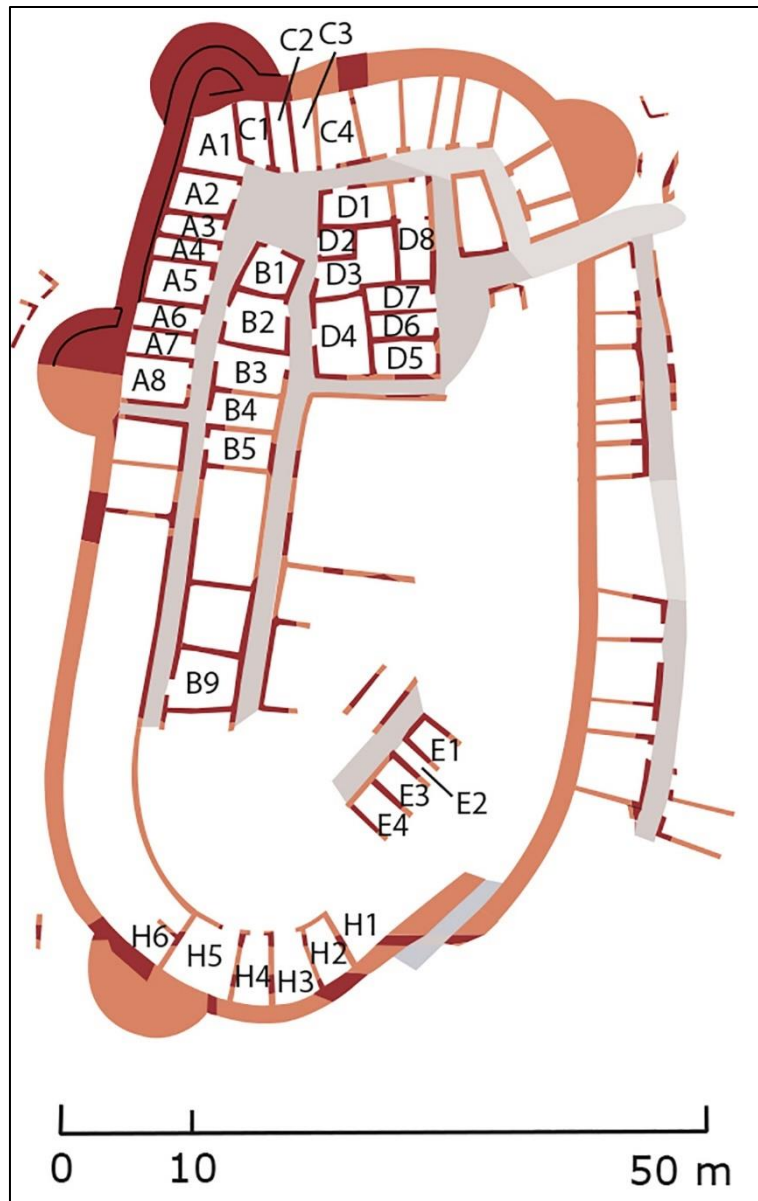 C2 C3
A1 C1 C4
A2 D1
A3 D2 D8
A4 B1 D3
A5 D7
A6 B2 D6
A7 D4 D5
A8 B3
B4
B5
B9
E1
E3 E2
E4
H6 H5 H4 H3 H2 H1
0 10 50 m